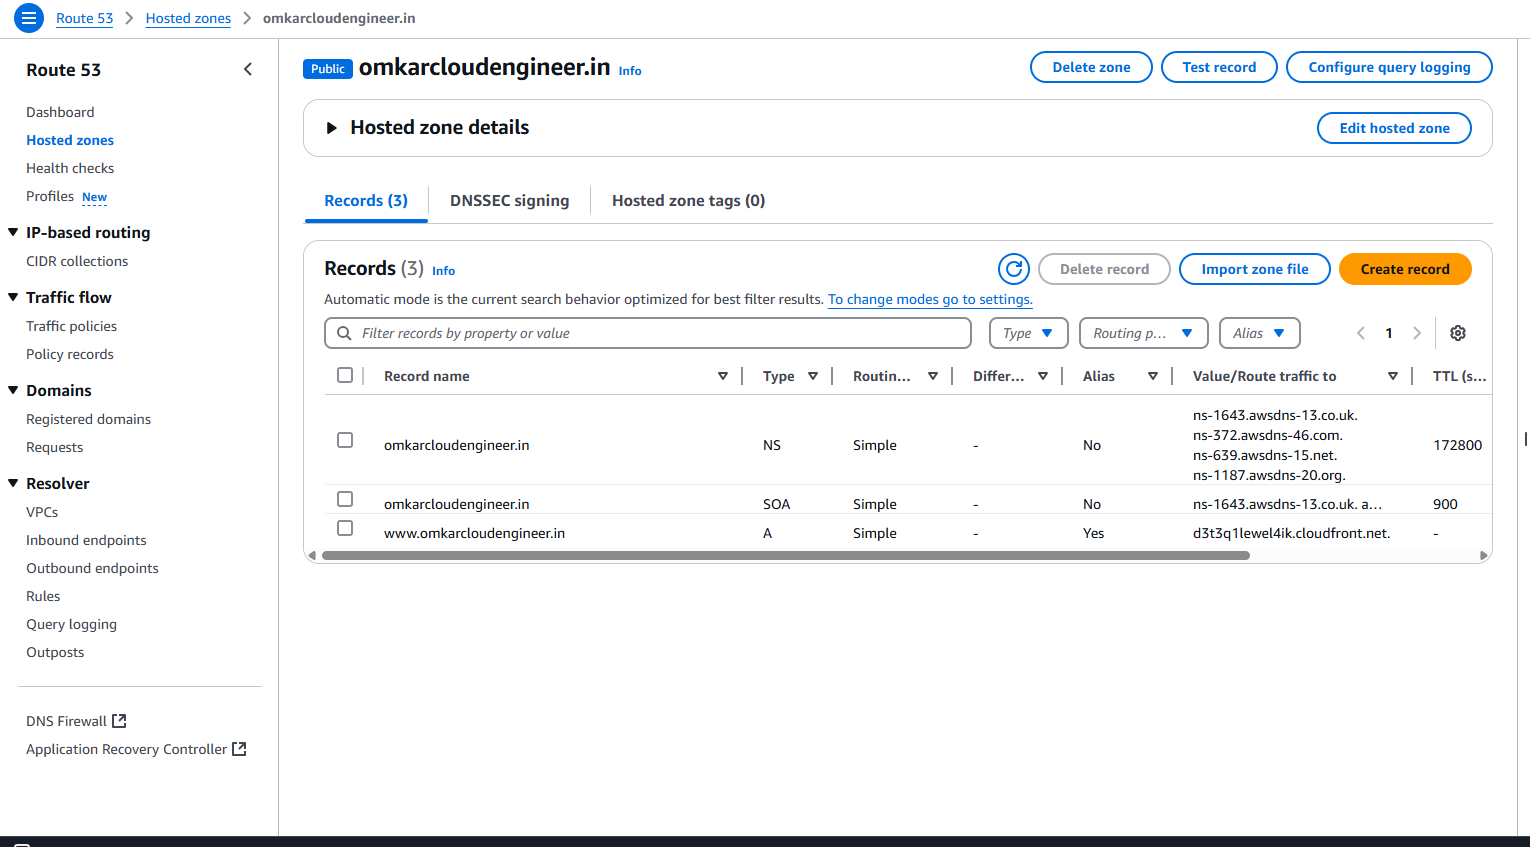 Route 53 > Hosted zones > omkarcloudengineer.in
Route 53
Dashboard
Hosted zones
Health checks
Profiles New
IP-based routing
CIDR collections
Traffic flow
Traffic policies
Policy records
Domains
Registered domains
Requests
Resolver
VPCs
Inbound endpoints
Outbound endpoints
Rules
Query logging
Outposts
DNS Firewall
Application Recovery Controller
Public omkarcloudengineer.in Info
Delete zone Test record Configure query logging
Hosted zone details Edit hosted zone
Records (3) DNSSEC signing Hosted zone tags (0)
Records (3) Info Delete record Import zone file Create record
Automatic mode is the current search behavior optimized for best filter results. To change modes go to settings.
Filter records by property or value Type Routing p... Alias 1
Record name Type Routin... Differ... Alias Value/Route traffic to TTL (s...
ns-1643.awsdns-13.co.uk.
ns-372.awsdns-46.com.
omkarcloudengineer.in NS Simple - No 172800
ns-639.awsdns-15.net.
ns-1187.awsdns-20.org.
omkarcloudengineer.in SOA Simple - No ns-1643.awsdns-13.co.uk. a... 900
www.omkarcloudengineer.in A Simple - Yes d3t3q1lewel4ik.cloudfront.net. -